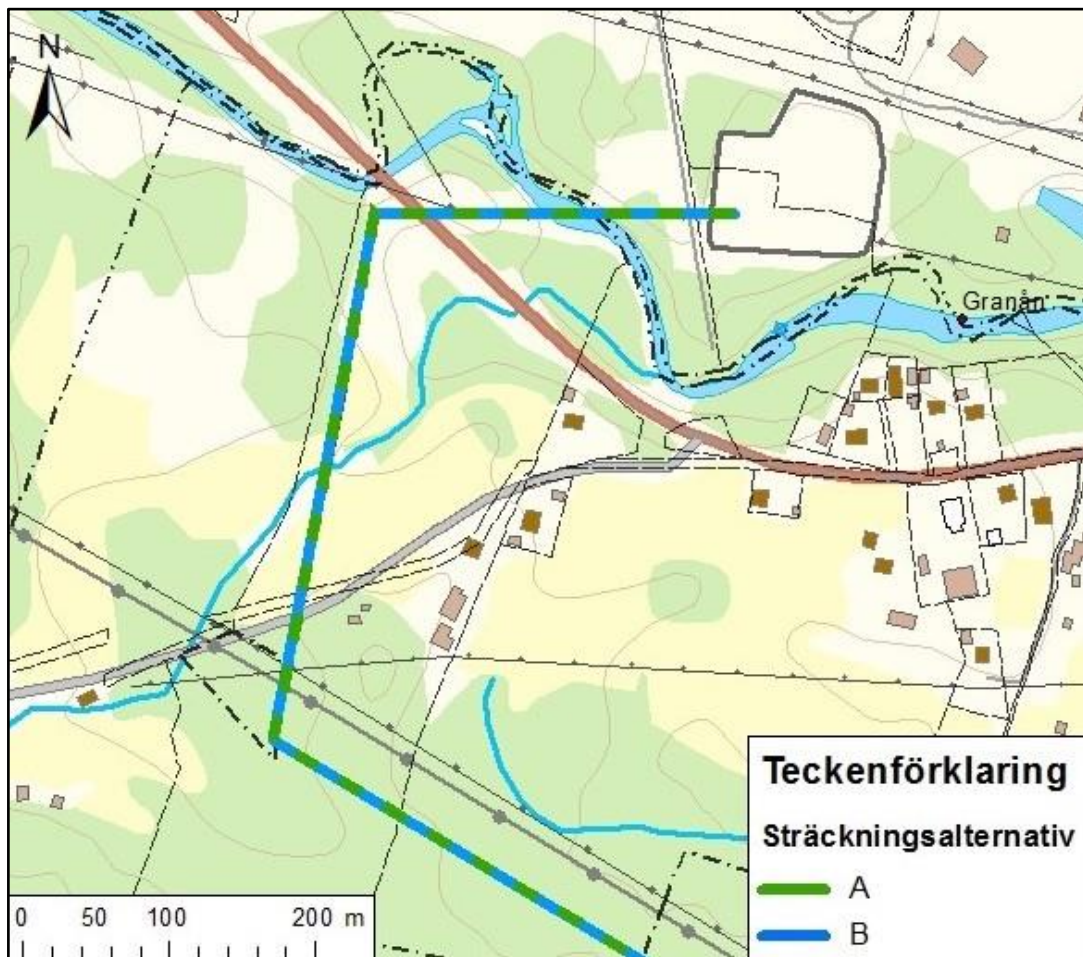 N
Granån
Teckenförklaring
Sträckningsalternativ
A
B
0 50 100 200 m